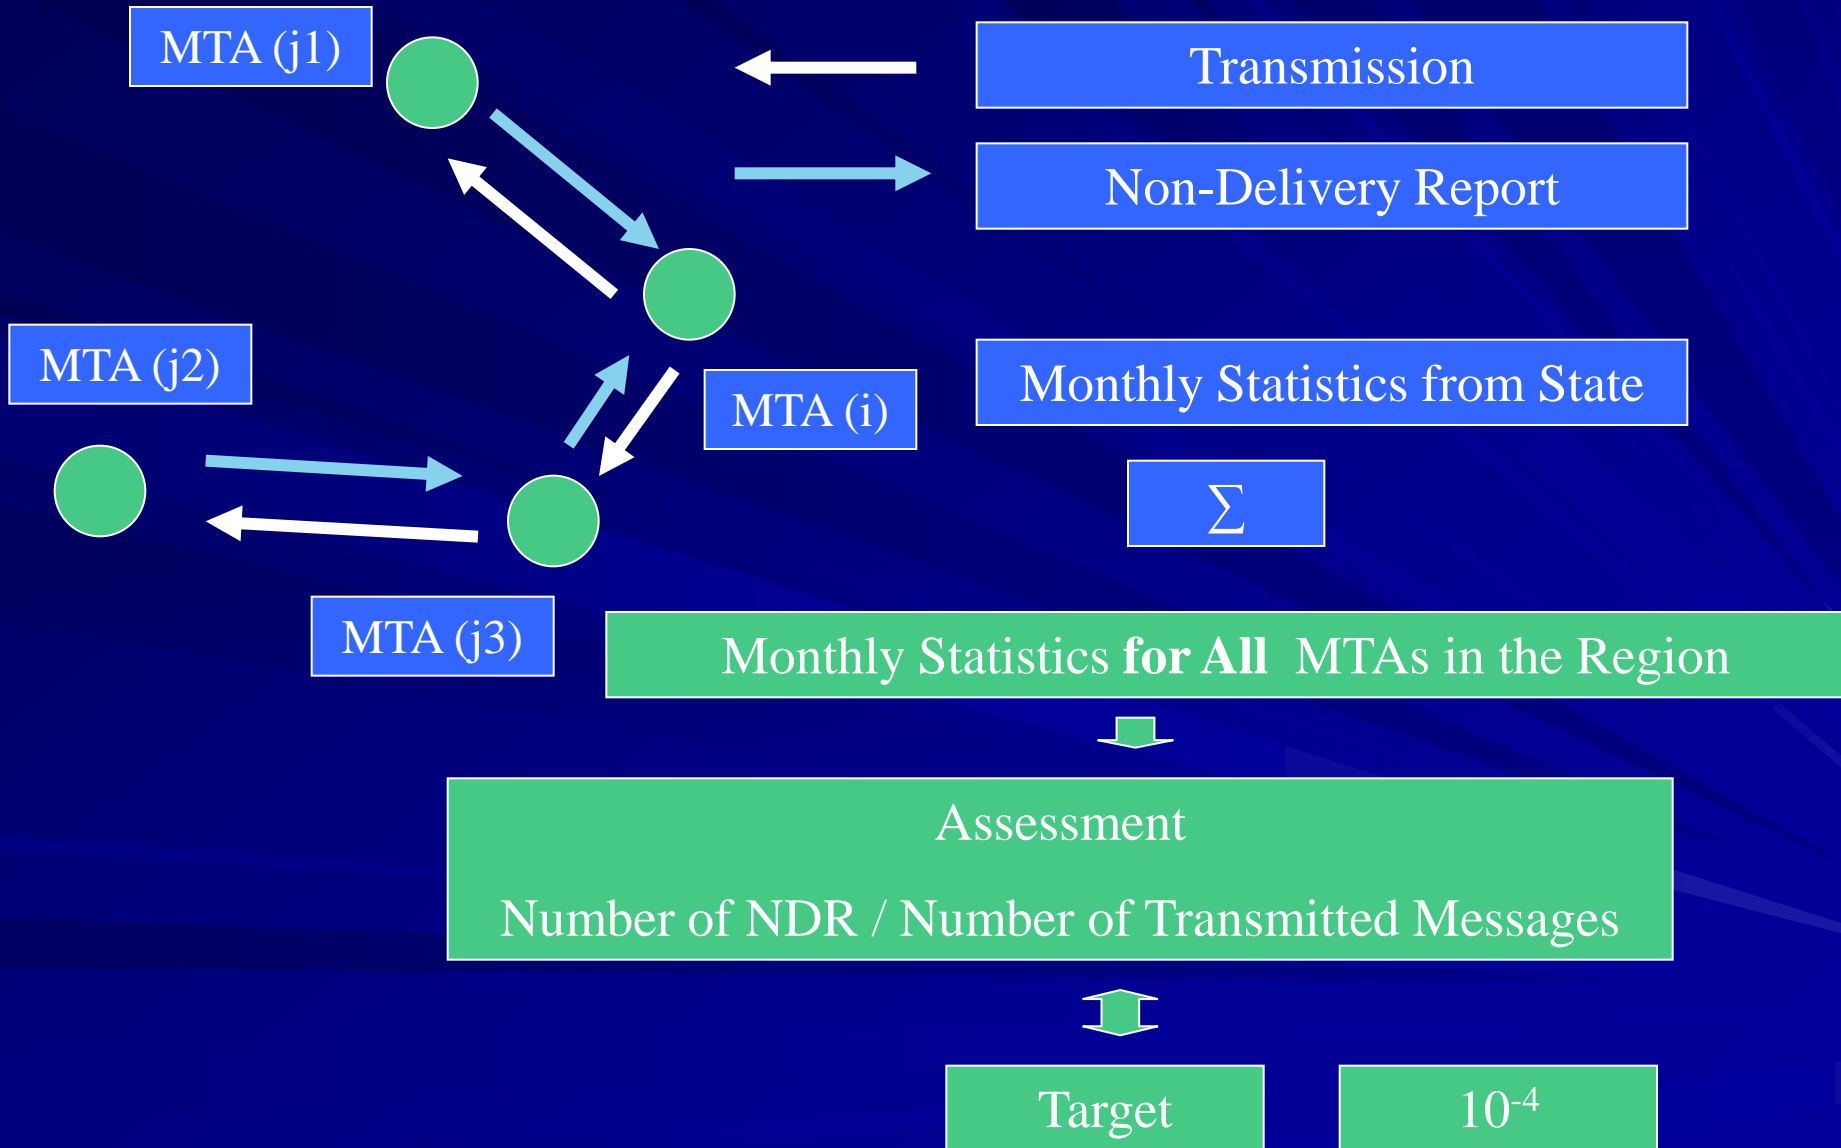 MTA (j1)
Transmission
Non-Delivery Report
MTA (j2)
MTA (i)
Monthly Statistics from State
∑
MTA (j3)
Monthly Statistics for All  MTAs in the Region
Assessment
Number of NDR / Number of Transmitted Messages
Target
10⁻⁴